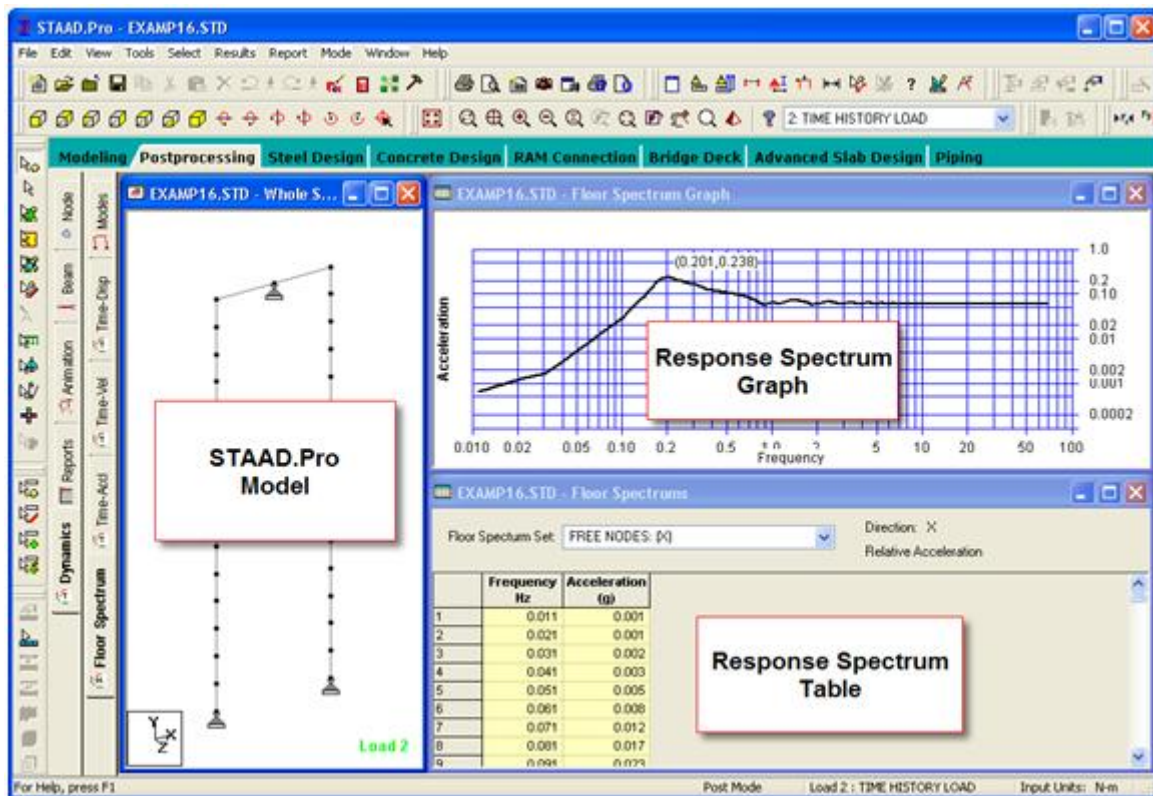 STAAD.Pro - EXAMP16.STD
File Edit View Tools Select Results Report Mode Window Help
2: TIME HISTORY LOAD
Modeling Postprocessing Steel Design Concrete Design RAM Connection Bridge Deck Advanced Slab Design Piping
Node
Beam
Animation
Reports
Dynamics
Modes
Time-Disp
Time-Vel
Time-Accl
Floor Spectrum
EXAMP16.STD - Whole S...
STAAD.Pro
Model
Y
X
Z
Load 2
EXAMP16.STD - Floor Spectrum Graph
(0.201,0.238)
Acceleration
1.0
0.2
0.10
0.02
0.01
0.002
0.001
0.0002
Response Spectrum
Graph
0.010 0.02 0.05 0.10 0.2 0.5 1.0 2 5 10 20 50 100
Frequency
EXAMP16.STD - Floor Spectrums
Floor Spectum Set: FREE NODES: (X)
Direction: X
Relative Acceleration
Frequency Acceleration
Hz (g)
1 0.011 0.001
2 0.021 0.001
3 0.031 0.002
4 0.041 0.003
5 0.051 0.005
6 0.061 0.008
7 0.071 0.012
8 0.081 0.017
9 0.091 0.023
Response Spectrum
Table
For Help, press F1
Post Mode
Load 2 : TIME HISTORY LOAD
Input Units: N-m